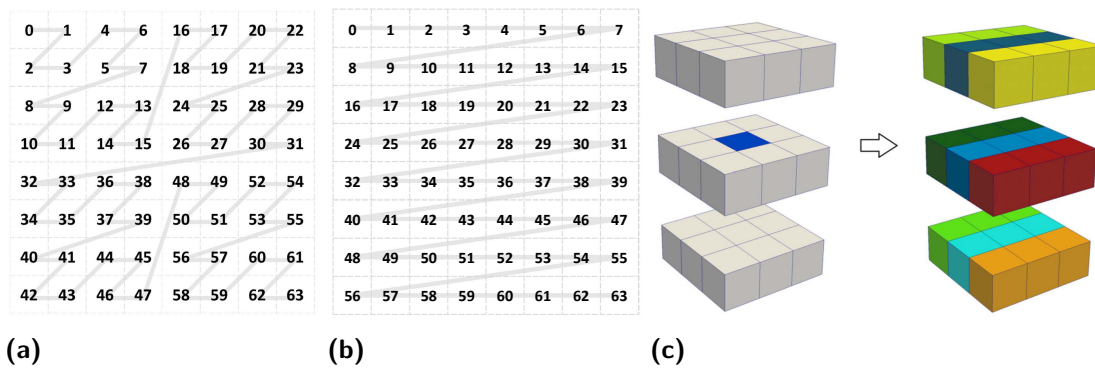 0 1 4 6 16 17 20 22
2 3 5 7 18 19 21 23
8 9 12 13 24 25 28 29
10 11 14 15 26 27 30 31
32 33 36 38 48 49 52 54
34 35 37 39 50 51 53 55
40 41 44 45 56 57 60 61
42 43 46 47 58 59 62 63
(a)
0 1 2 3 4 5 6 7
8 9 10 11 12 13 14 15
16 17 18 19 20 21 22 23
24 25 26 27 28 29 30 31
32 33 34 35 36 37 38 39
40 41 42 43 44 45 46 47
48 49 50 51 52 53 54 55
56 57 58 59 60 61 62 63
(b)
(c)